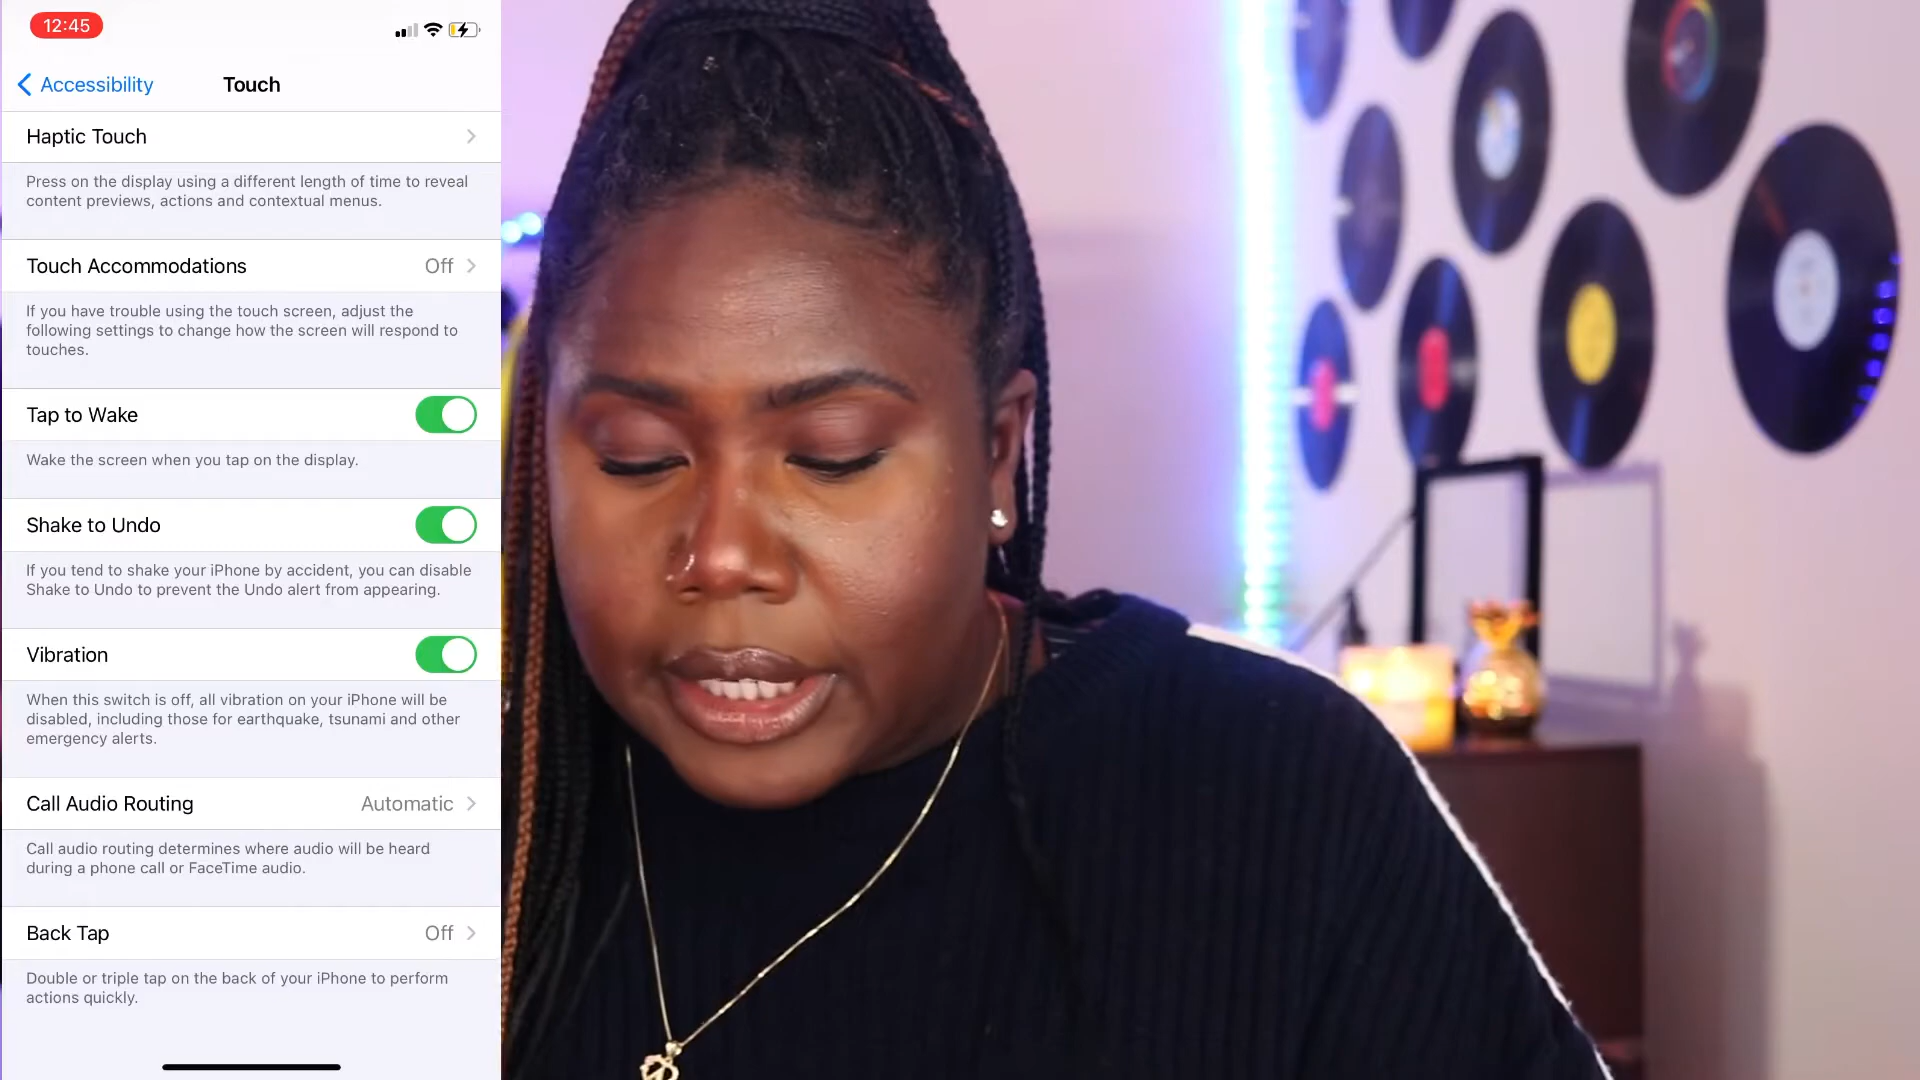 12:45
Accessibility
Touch
Haptic Touch
Press on the display using a different length of time to reveal
content previews, actions and contextual menus.
Touch Accommodations Off
If you have trouble using the touch screen, adjust the
following settings to change how the screen will respond to
touches.
Tap to Wake
Wake the screen when you tap on the display.
Shake to Undo
If you tend to shake your iPhone by accident, you can disable
Shake to Undo to prevent the Undo alert from appearing.
Vibration
When this switch is off, all vibration on your iPhone will be
disabled, including those for earthquake, tsunami and other
emergency alerts.
Call Audio Routing Automatic
Call audio routing determines where audio will be heard
during a phone call or FaceTime audio.
Back Tap Off
Double or triple tap on the back of your iPhone to perform
actions quickly.